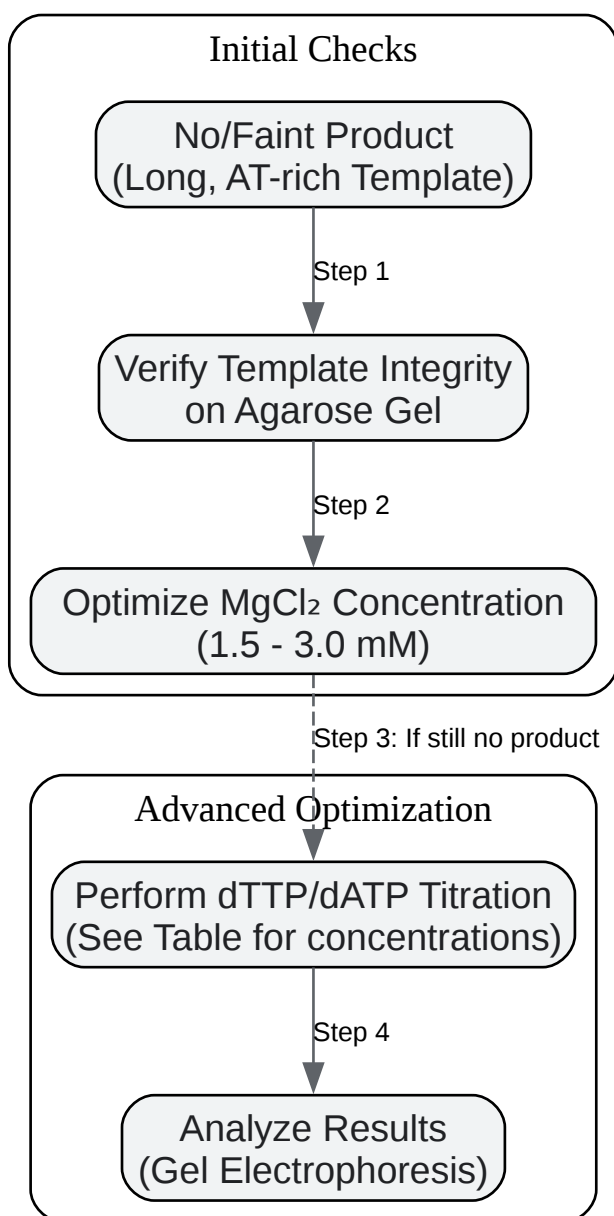 Initial Checks
No/Faint Product
(Long, AT-rich Template)
Step 1
Verify Template Integrity
on Agarose Gel
Step 2
Optimize MgCl₂ Concentration
(1.5 - 3.0 mM)
Step 3: If still no product
Advanced Optimization
Perform dTTP/dATP Titration
(See Table for concentrations)
Step 4
Analyze Results
(Gel Electrophoresis)